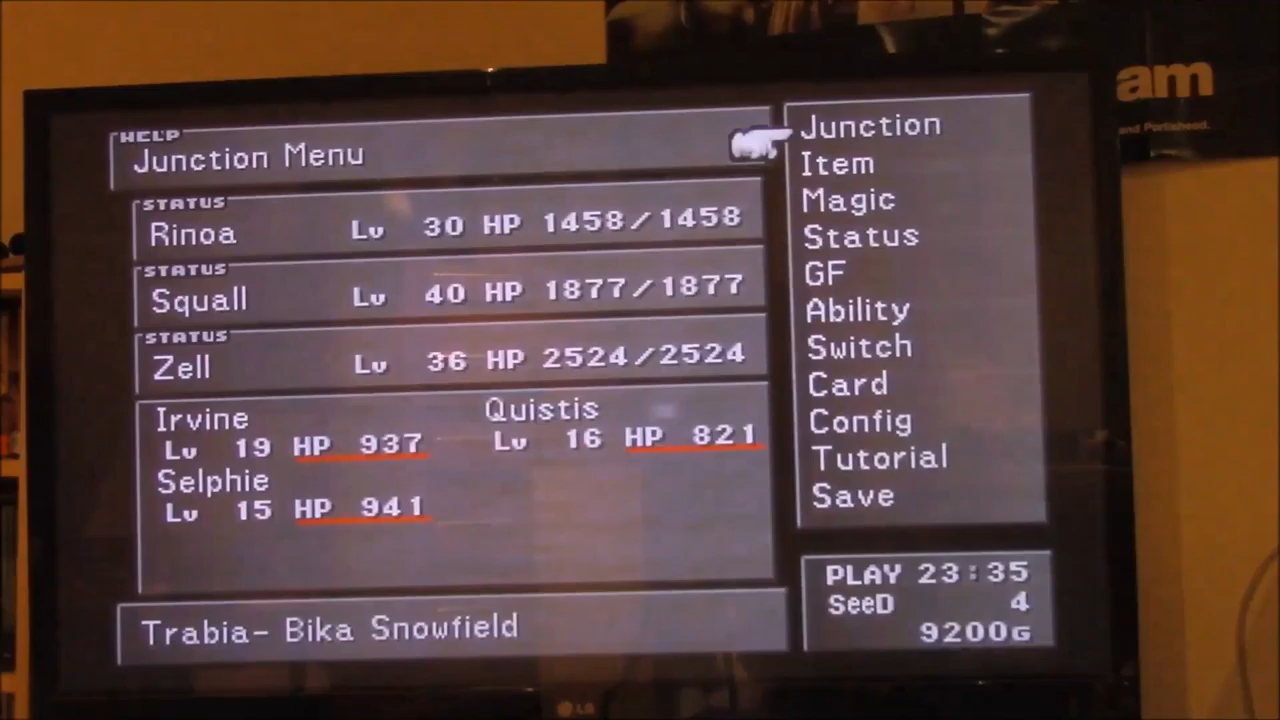 HELP
Junction Menu
STATUS
Rinoa Lv 30 HP 1458/1458
STATUS
Squall Lv 40 HP 1877/1877
STATUS
Zell Lv 36 HP 2524/2524
Irvine
Lv 19 HP 937
Quistis
Lv 16 HP 821
Selphie
Lv 15 HP 941
Trabia- Bika Snowfield
Junction
Item
Magic
Status
GF
Ability
Switch
Card
Config
Tutorial
Save
PLAY 23:35
SeeD 4
9200G
am
and Portishead.
LG